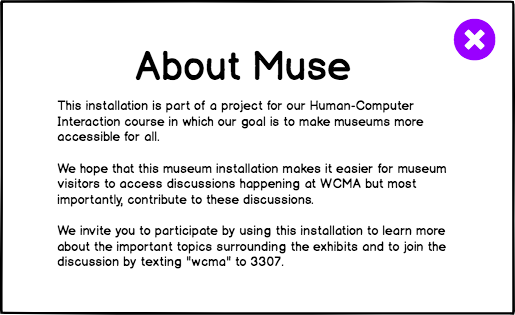 About Muse
This installation is part of a project for our Human-Computer
Interaction course in which our goal is to make museums more
accessible for all.
We hope that this museum installation makes it easier for museum
visitors to access discussions happening at WCMA but most
importantly, contribute to these discussions.
We invite you to participate by using this installation to learn more
about the important topics surrounding the exhibits and to join the
discussion by texting "wcma" to 3307.